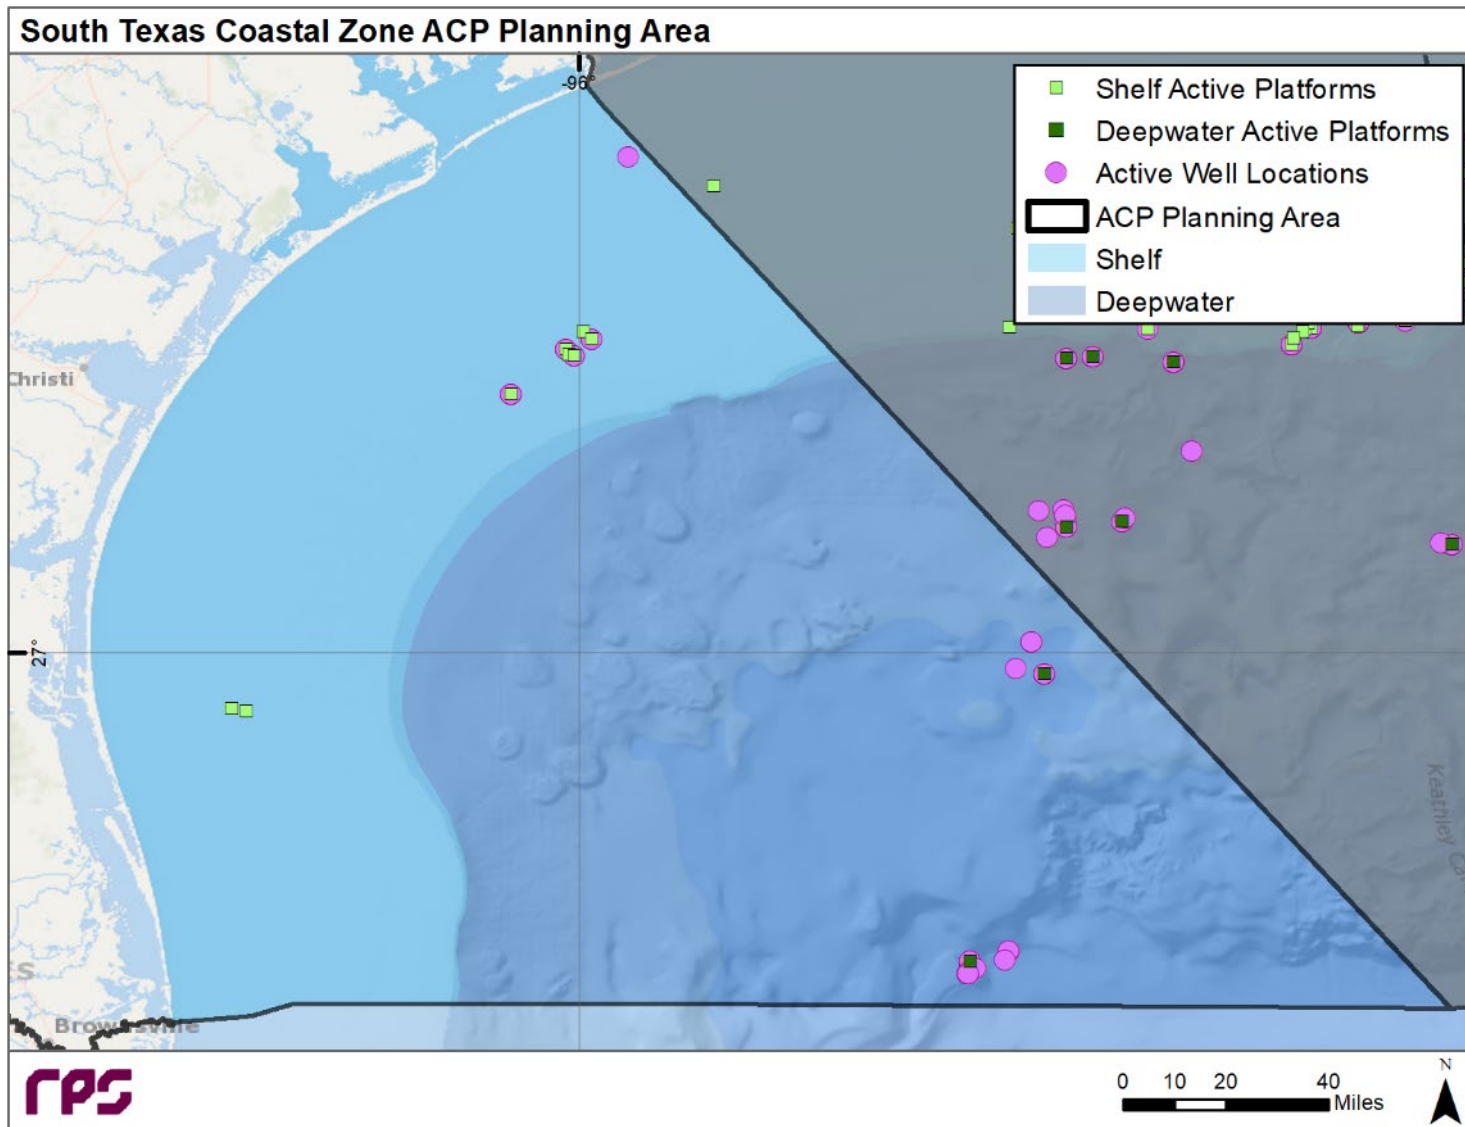 South Texas Coastal Zone ACP Planning Area
-96°
Shelf Active Platforms
Deepwater Active Platforms
Active Well Locations
ACP Planning Area
Shelf
Deepwater
Christi
27°
Keathley
Brownsville
rps
0 10 20 40
Miles
N